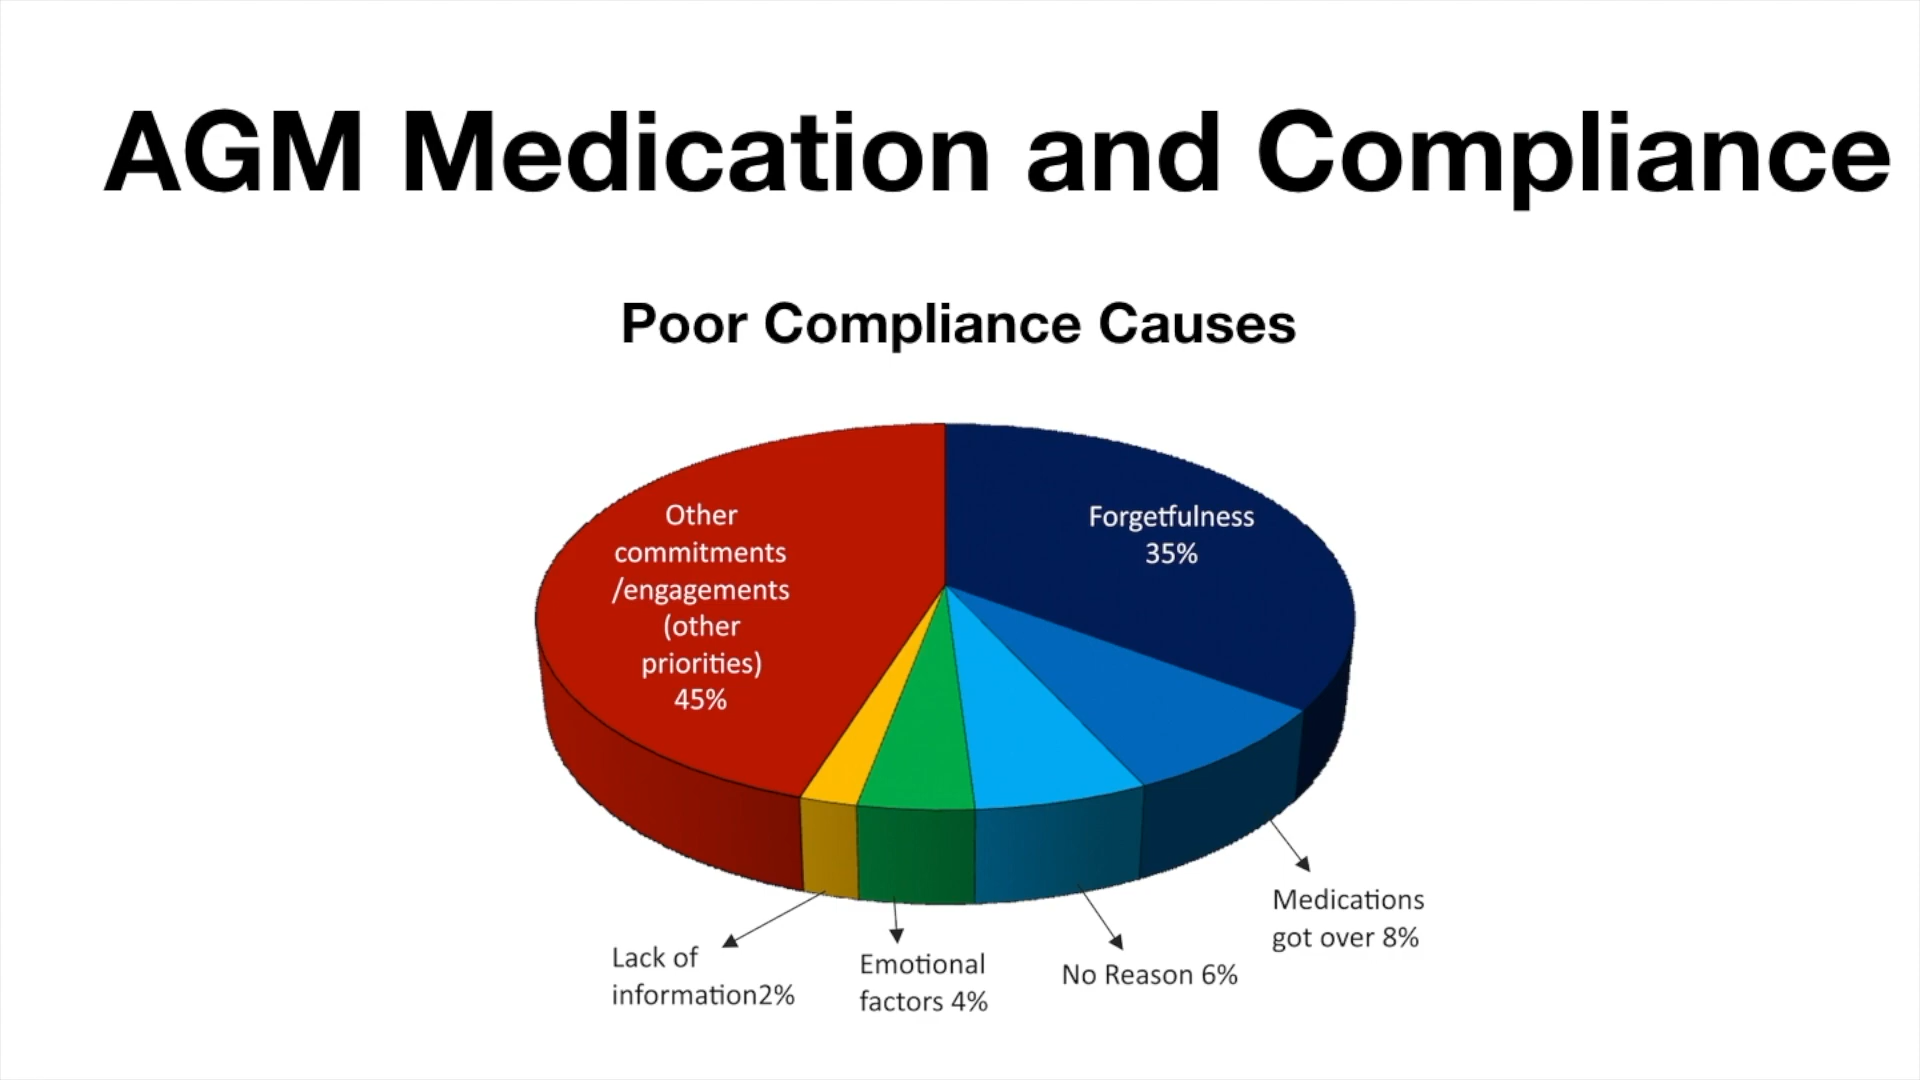 AGM Medication and Compliance
Poor Compliance Causes
Other
commitments
/engagements
(other
priorities)
45%
Forgetfulness
35%
Medications
got over 8%
No Reason 6%
Emotional
factors 4%
Lack of
information2%